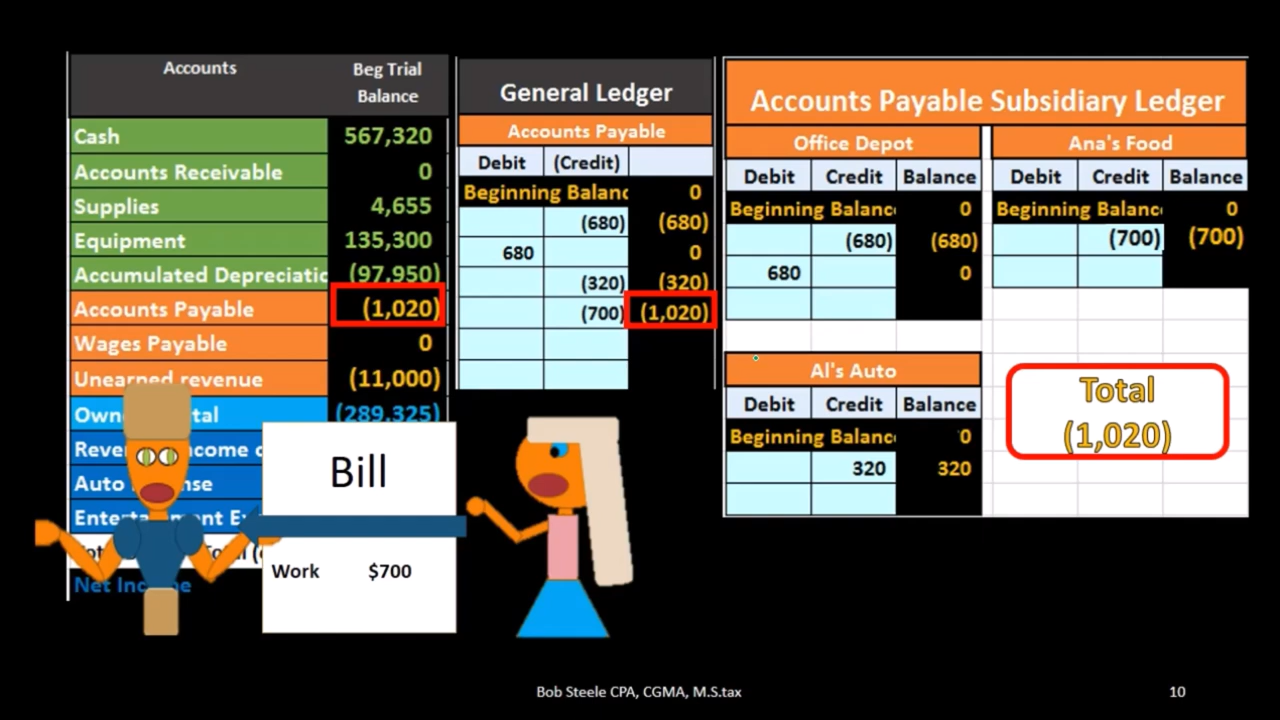 Accounts Beg Trial Balance
Cash 567,320
Accounts Receivable 0
Supplies 4,655
Equipment 135,300
Accumulated Depreciatic (97,950)
Accounts Payable (1,020)
Wages Payable 0
Unearned revenue (11,000)
(289,325)
Net Inc
General Ledger
Accounts Payable
Debit (Credit)
Beginning Balanc 0
(680) (680)
680 0
(320) (320)
(700) (1,020)
Accounts Payable Subsidiary Ledger
Office Depot
Debit Credit Balance
Beginning Balanc 0
(680) (680)
680 0
Ana's Food
Debit Credit Balance
Beginning Balanc 0
(700) (700)
Al's Auto
Debit Credit Balance
Beginning Balanc 0
320 320
Total
(1,020)
Bill
Work $700
Bob Steele CPA, CGMA, M.S.tax
10